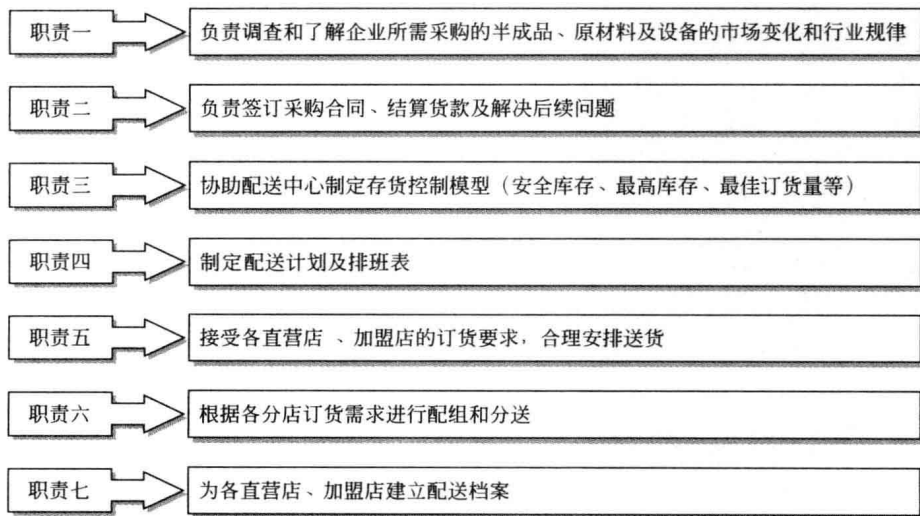 职责一 负责调查和了解企业所需采购的半成品、原材料及设备的市场变化和行业规律
职责二 负责签订采购合同、结算货款及解决后续问题
职责三 协助配送中心制定存货控制模型（安全库存、最高库存、最佳订货量等）
职责四 制定配送计划及排班表
职责五 接受各直营店 、加盟店的订货要求，合理安排送货
职责六 根据各分店订货需求进行配组和分送
职责七 为各直营店、加盟店建立配送档案